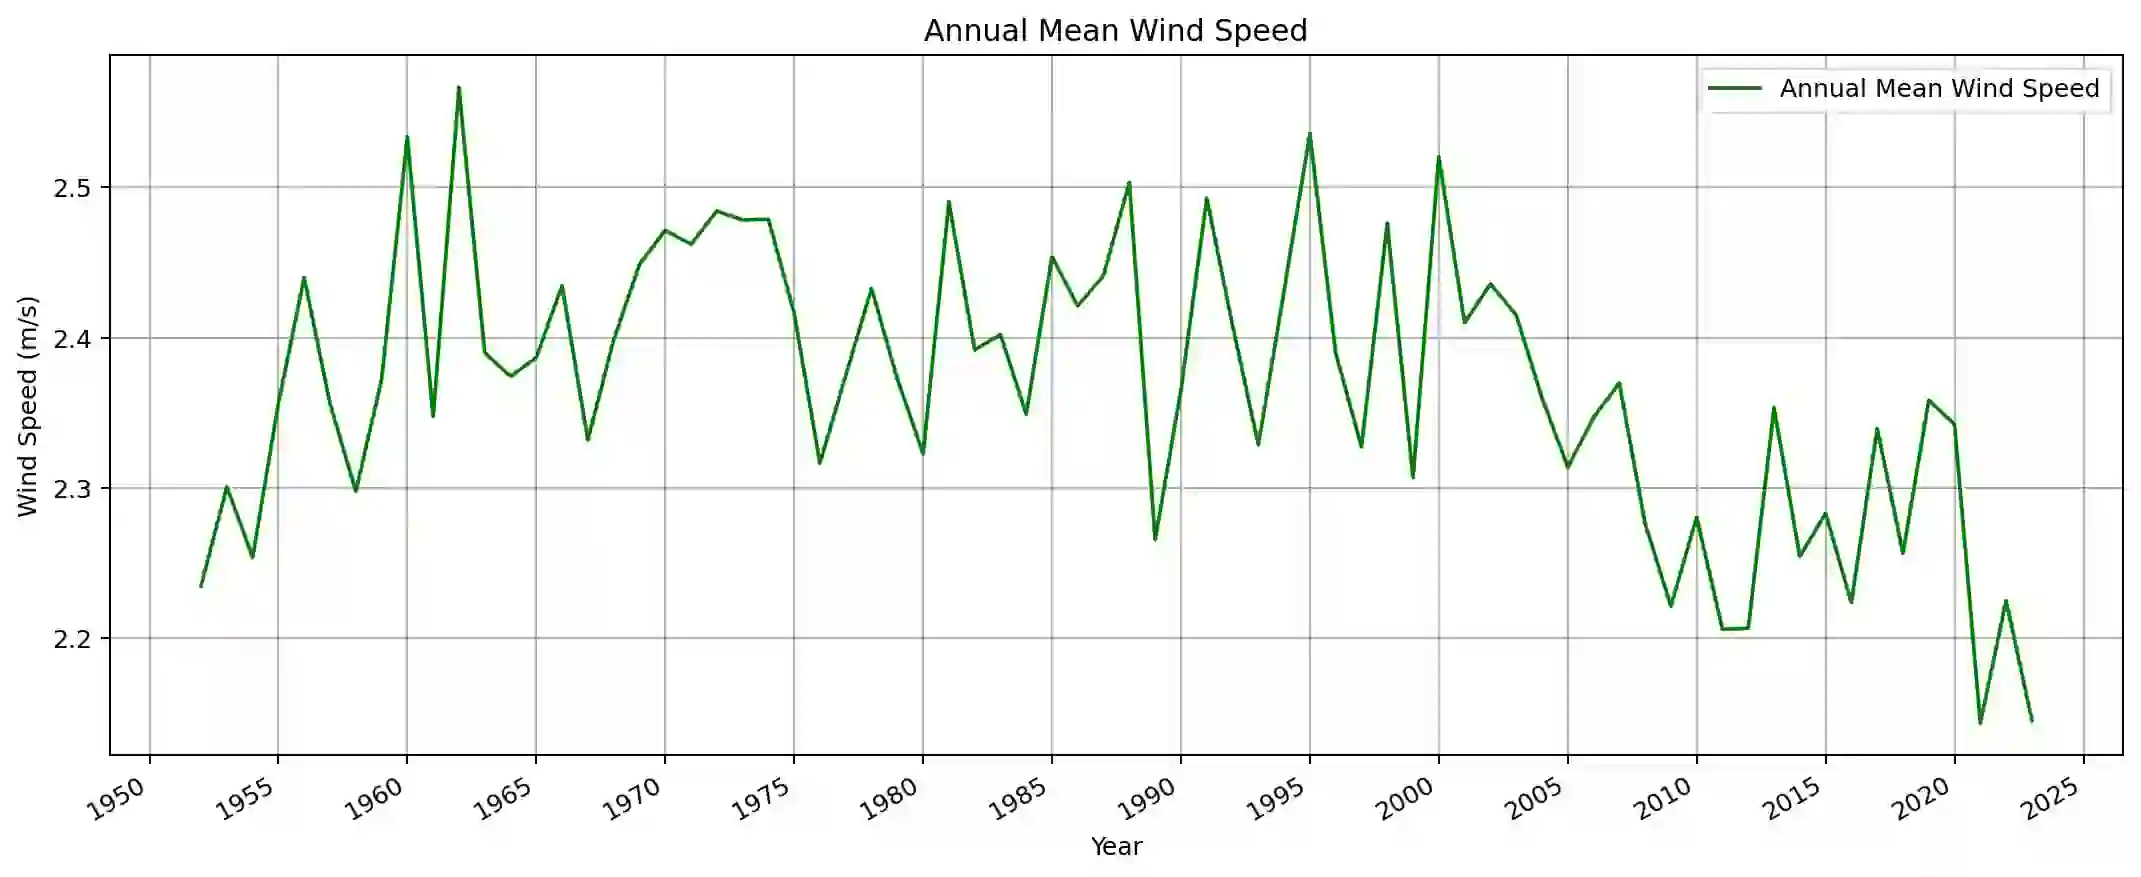 Annual Mean Wind Speed
Annual Mean Wind Speed
Wind Speed (m/s)
2.5
2.4
2.3
2.2
1950 1955 1960 1965 1970 1975 1980 1985 1990 1995 2000 2005 2010 2015 2020 2025
Year